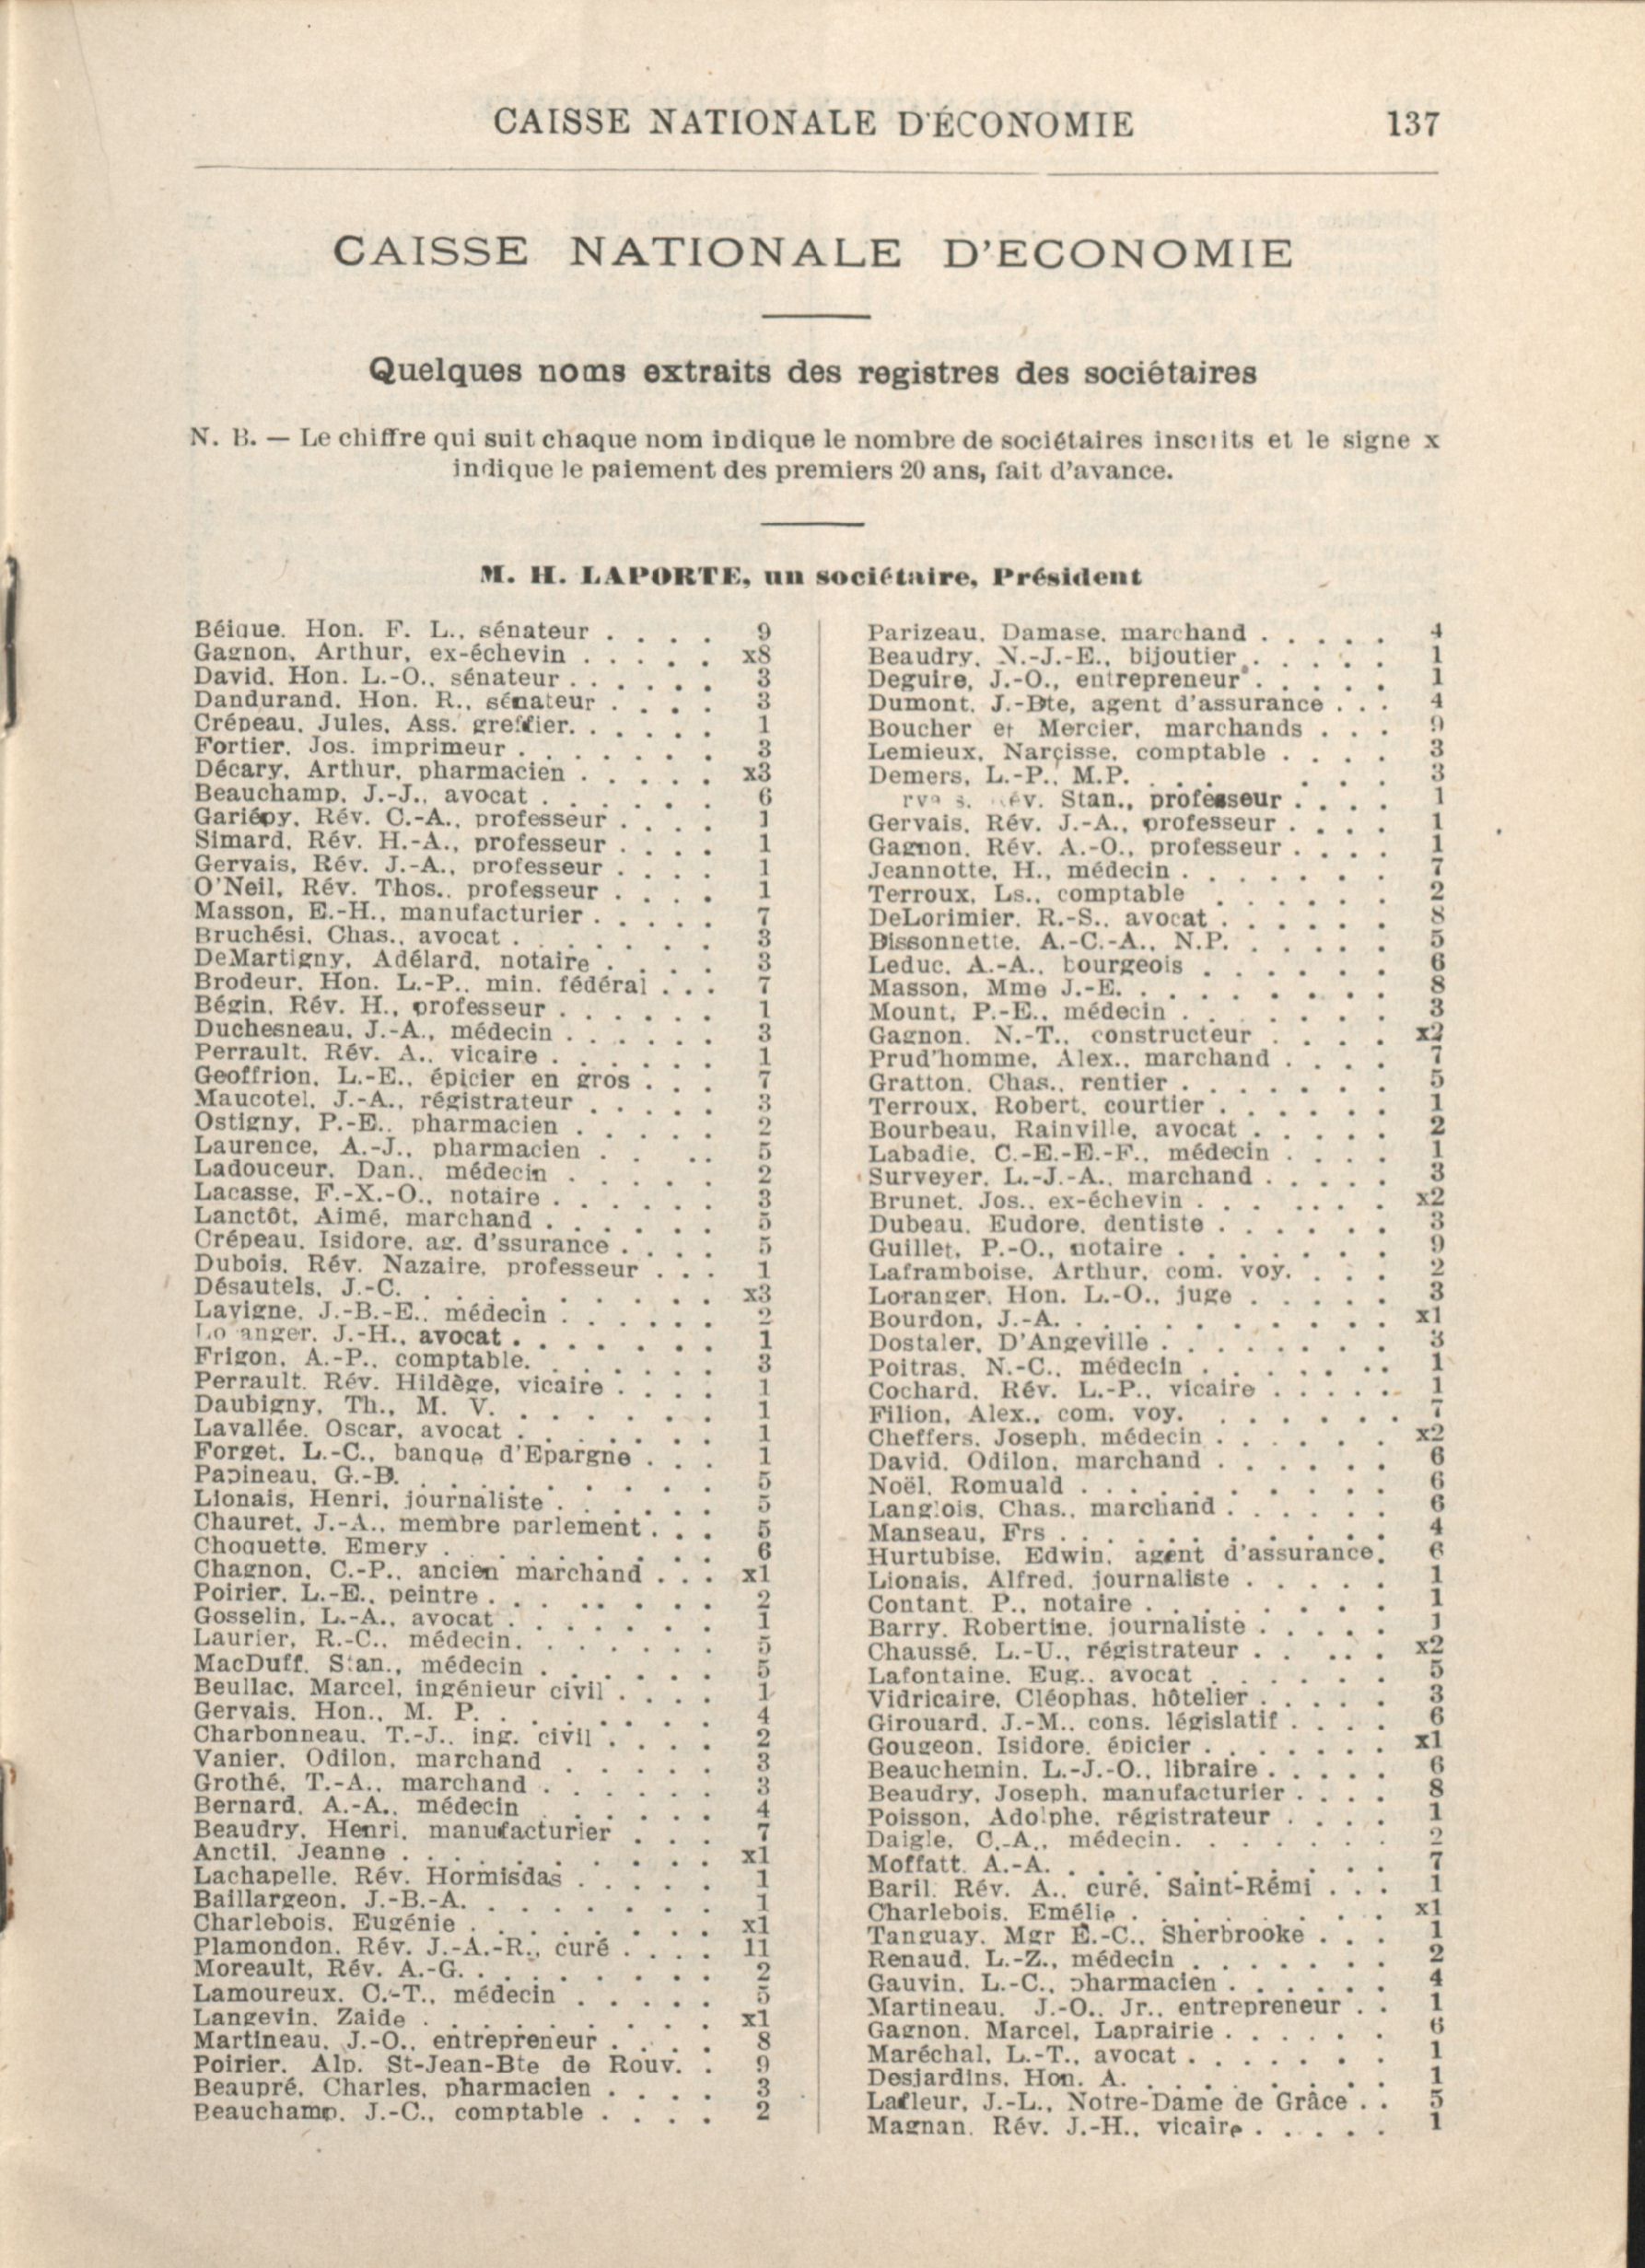 CAISSE NATIONALE D'ÉCONOMIE 137
CAISSE NATIONALE D'ECONOMIE
Quelques noms extraits des registres des sociétaires
N. B. — Le chiffre qui suit chaque nom indique le nombre de sociétaires inscrits et le signe x
indique le paiement des premiers 20 ans, fait d'avance.
M. H. LAPORTE, un sociétaire, Président
Béique. Hon. F. L., sénateur . . . . 9
Gagnon, Arthur, ex-échevin . . . . . x8
David. Hon. L.-O., sénateur . . . . . 3
Dandurand, Hon. R., sénateur . . . . 3
Crépeau, Jules, Ass. greffier. . . . . . 1
Fortier, Jos. imprimeur . . . . . . 3
Décary, Arthur, pharmacien . . . . . x3
Beauchamp, J.-J., avocat . . . . . . 6
Gariépy, Rév. C.-A., professeur . . . . 1
Simard, Rév. H.-A., professeur . . . . 1
Gervais, Rév. J.-A., professeur . . . . 1
O'Neil, Rév. Thos., professeur . . . . 1
Masson, E.-H., manufacturier . . . . . 7
Bruchési, Chas., avocat . . . . . . 3
DeMartigny, Adélard, notaire . . . . 3
Brodeur, Hon. L.-P., min. fédéral . . . 7
Bégin, Rév. H., professeur . . . . . . 1
Duchesneau, J.-A., médecin . . . . . . 3
Perrault, Rév. A., vicaire . . . . . . 1
Geoffrion, L.-E., épicier en gros . . . 7
Maucotel, J.-A., régistrateur . . . . . 3
Ostigny, P.-E., pharmacien . . . . . 2
Laurence, A.-J., pharmacien . . . . 5
Ladouceur, Dan., médecin . . . . . 2
Lacasse, F.-X.-O., notaire . . . . . . 3
Lanctôt, Aimé, marchand . . . . . . 5
Crépeau, Isidore, ag. d'ssurance . . . . 5
Dubois, Rév. Nazaire, professeur . . . 1
Désautels, J.-C. . . . . . . . . x3
Lavigne, J.-B.-E., médecin . . . . . . 2
Lo anger, J.-H., avocat . . . . . . . 1
Frigon, A.-P., comptable. . . . . . 3
Perrault, Rév. Hildège, vicaire . . . . 1
Daubigny, Th., M. V. . . . . . . 1
Lavallée, Oscar, avocat . . . . . . 1
Forget, L.-C., banque d'Epargne . . . 1
Papineau, G.-B. . . . . . . . . 5
Lionais, Henri, journaliste . . . . . 5
Chauret, J.-A., membre parlement . . . 5
Choquette, Emery . . . . . . . . 6
Chagnon, C.-P., ancien marchand . . . x1
Poirier, L.-E., peintre . . . . . . . 2
Gosselin, L.-A., avocat . . . . . . 1
Laurier, R.-C., médecin. . . . . . . 5
MacDuff, Stan., médecin . . . . . . 5
Beullac, Marcel, ingénieur civil . . . . 1
Gervais, Hon., M. P. . . . . . . 4
Charbonneau, T.-J., ing. civil . . . . 2
Vanier, Odilon, marchand . . . . . 3
Grothé, T.-A., marchand . . . . . . 3
Bernard, A.-A., médecin . . . . . 4
Beaudry, Henri, manufacturier . . . 7
Anctil, Jeanne . . . . . . . . x1
Lachapelle, Rév. Hormisdas . . . . . 1
Baillargeon, J.-B.-A. . . . . . . . 1
Charlebois, Eugénie . . . . . . . x1
Plamondon, Rév. J.-A.-R., curé . . . . 11
Moreault, Rév. A.-G. . . . . . . . 2
Lamoureux, C.-T., médecin . . . . . 5
Langevin, Zaide . . . . . . . . x1
Martineau, J.-O., entrepreneur . . . . 8
Poirier, Alp. St-Jean-Bte de Rouv. . 9
Beaupré, Charles, pharmacien . . . . 3
Beauchamp, J.-C., comptable . . . . 2
Parizeau, Damase, marchand . . . . . 4
Beaudry, N.-J.-E., bijoutier . . . . . 1
Deguire, J.-O., entrepreneur . . . . . 1
Dumont, J.-Bte, agent d'assurance . . . 4
Boucher et Mercier, marchands . . . 9
Lemieux, Narcisse, comptable . . . . 3
Demers, L.-P., M.P. . . . . . . 3
Stan., professeur . . . . 1
Gervais, Rév. J.-A., professeur . . . . 1
Gagnon, Rév. A.-O., professeur . . . . 1
Jeannotte, H., médecin . . . . . . . 7
Terroux, Ls., comptable . . . . . . 2
DeLorimier, R.-S., avocat . . . . . . 8
Bissonnette, A.-C.-A., N.P. . . . . . 5
Leduc, A.-A., bourgeois . . . . . . 6
Masson, Mme J.-E. . . . . . . . 8
Mount, P.-E., médecin . . . . . . 3
Gagnon, N.-T., constructeur . . . . x2
Prud'homme, Alex., marchand . . . . 7
Gratton, Chas., rentier . . . . . . . 5
Terroux, Robert, courtier . . . . . . 1
Bourbeau, Rainville, avocat . . . . . 2
Labadie, C.-E.-E.-F., médecin . . . . 1
Surveyer, L.-J.-A., marchand . . . . . 3
Brunet, Jos., ex-échevin . . . . . . x2
Dubeau, Eudore, dentiste . . . . . . 3
Guillet, P.-O., notaire . . . . . . . 9
Laframboise, Arthur, com. voy. . . . 2
Loranger, Hon. L.-O., juge . . . . . 3
Bourdon, J.-A. . . . . . . . . . x1
Dostaler, D'Angeville . . . . . . . 3
Poitras, N.-C., médecin . . . . . . 1
Cochard, Rév. L.-P., vicaire . . . . . 1
Filion, Alex., com. voy. . . . . . . 7
Cheffers, Joseph, médecin . . . . . . x2
David, Odilon, marchand . . . . . . 6
Noël, Romuald . . . . . . . . . 6
Langlois, Chas., marchand . . . . . . 6
Manseau, Frs . . . . . . . . . 4
Hurtubise, Edwin, agent d'assurance. 6
Lionais, Alfred, journaliste . . . . . 1
Contant P., notaire . . . . . . . 1
Barry, Robertine, journaliste . . . . . 1
Chaussé, L.-U., régistrateur . . . . . x2
Lafontaine, Eug., avocat . . . . . . 5
Vidricaire, Cléophas, hôtelier . . . . . 3
Girouard, J.-M., cons. législatif . . . . 6
Gougeon, Isidore, épicier . . . . . . . x1
Beauchemin, L.-J.-O., libraire . . . . . 6
Beaudry, Joseph, manufacturier . . . . 8
Poisson, Adolphe, régistrateur . . . . 1
Daigle, C.-A., médecin. . . . . . . 2
Moffatt, A.-A. . . . . . . . . 7
Baril, Rév. A., curé, Saint-Rémi . . . 1
Charlebois, Emélie . . . . . . . x1
Tanguay, Mgr E.-C., Sherbrooke . . . 1
Renaud, L.-Z., médecin . . . . . . . 2
Gauvin, L.-C., pharmacien . . . . . . 4
Martineau, J.-O., Jr., entrepreneur . . 1
Gagnon, Marcel, Laprairie . . . . . . 6
Maréchal, L.-T., avocat . . . . . . . 1
Desjardins, Hon. A. . . . . . . . 1
Lafleur, J.-L., Notre-Dame de Grâce . . 5
Magnan, Rév. J.-H., vicaire . . . . . 1